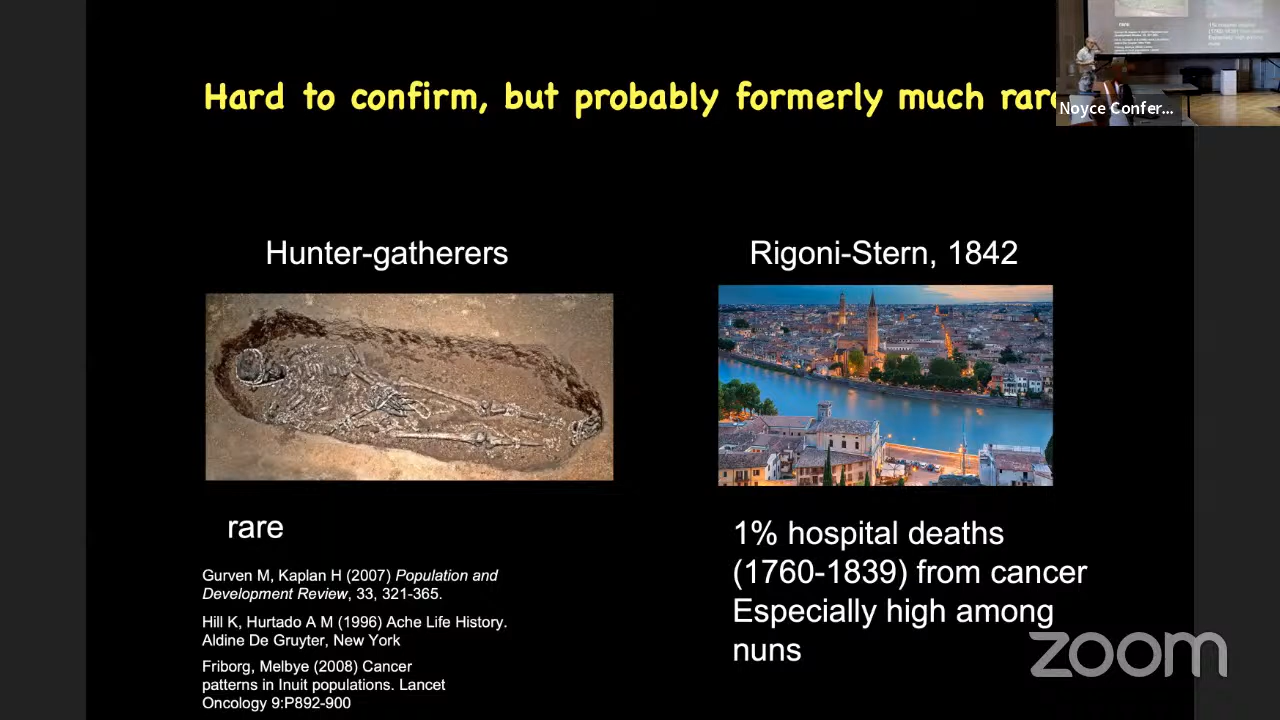 Hard to confirm, but probably formerly much rare
Noyce Confer...
Hunter-gatherers
Rigoni-Stern, 1842
rare
Gurven M, Kaplan H (2007) Population and
Development Review, 33, 321-365.
Hill K, Hurtado A M (1996) Ache Life History.
Aldine De Gruyter, New York
Friborg, Melbye (2008) Cancer
patterns in Inuit populations. Lancet
Oncology 9:P892-900
1% hospital deaths
(1760-1839) from cancer
Especially high among
nuns
zoom